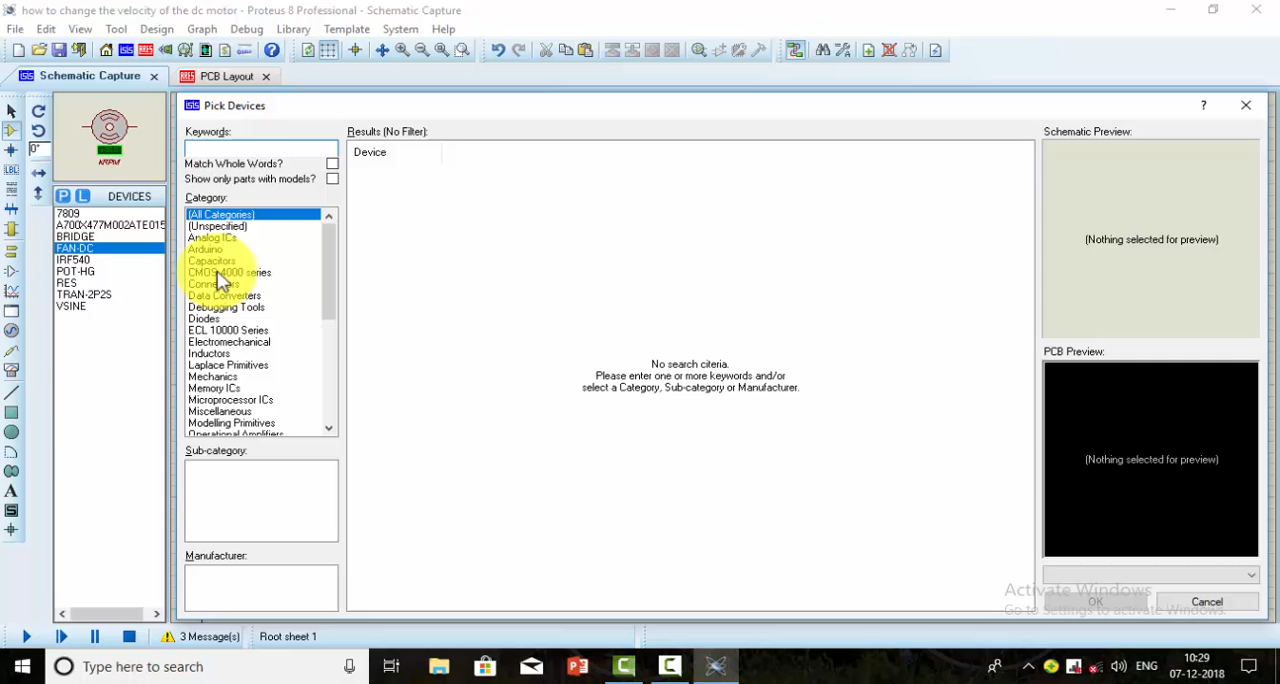 how to change the velocity of the dc motor - Proteus 8 Professional - Schematic Capture
File Edit View Tool Design Graph Debug Library Template System Help
Schematic Capture
PCB Layout
Pick Devices
Keywords:
Match Whole Words?
Show only parts with models?
Category:
(All Categories)
(Unspecified)
Analog ICs
Arduino
Capacitors
CMOS 4000 series
Connectors
Data Converters
Debugging Tools
Diodes
ECL 10000 Series
Electromechanical
Inductors
Laplace Primitives
Mechanics
Memory ICs
Microprocessor ICs
Miscellaneous
Modelling Primitives
Operational Amplifiers
Sub-category:
Manufacturer:
Results (No Filter):
Device
No search citeria.
Please enter one or more keywords and/or
select a Category, Sub-category or Manufacturer.
Schematic Preview:
(Nothing selected for preview)
PCB Preview:
(Nothing selected for preview)
OK Cancel
Activate Windows
Go to Settings to activate Windows.
0°
KRPM
P L DEVICES
7809
A700X477M002ATE015
BRIDGE
FAN-DC
IRF540
POT-HG
RES
TRAN-2P2S
VSINE
3 Message(s) Root sheet 1
Type here to search
ENG
10:29
07-12-2018